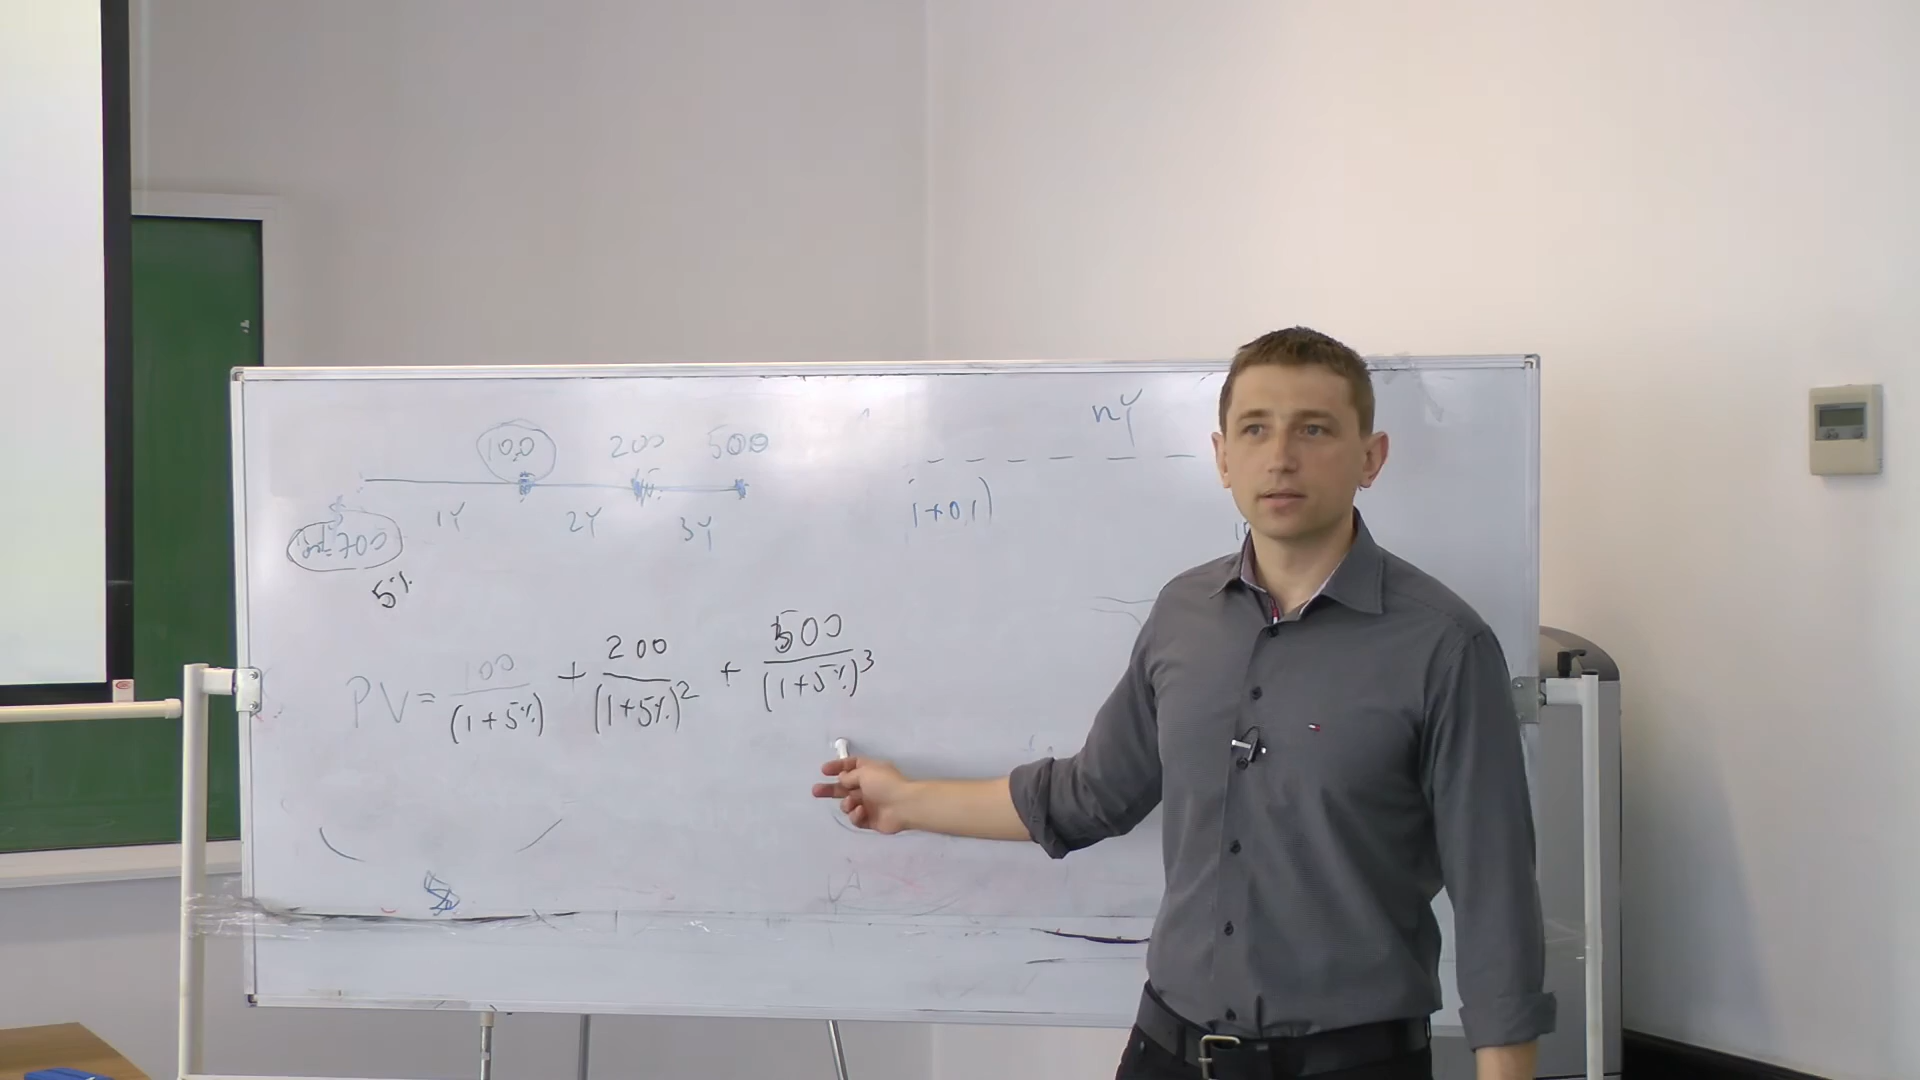 100 200 500
nY
1Y 2Y 3Y
1+0,1)
5%
PV = 100/(1+5%) + 200/(1+5%)² + 500/(1+5%)³